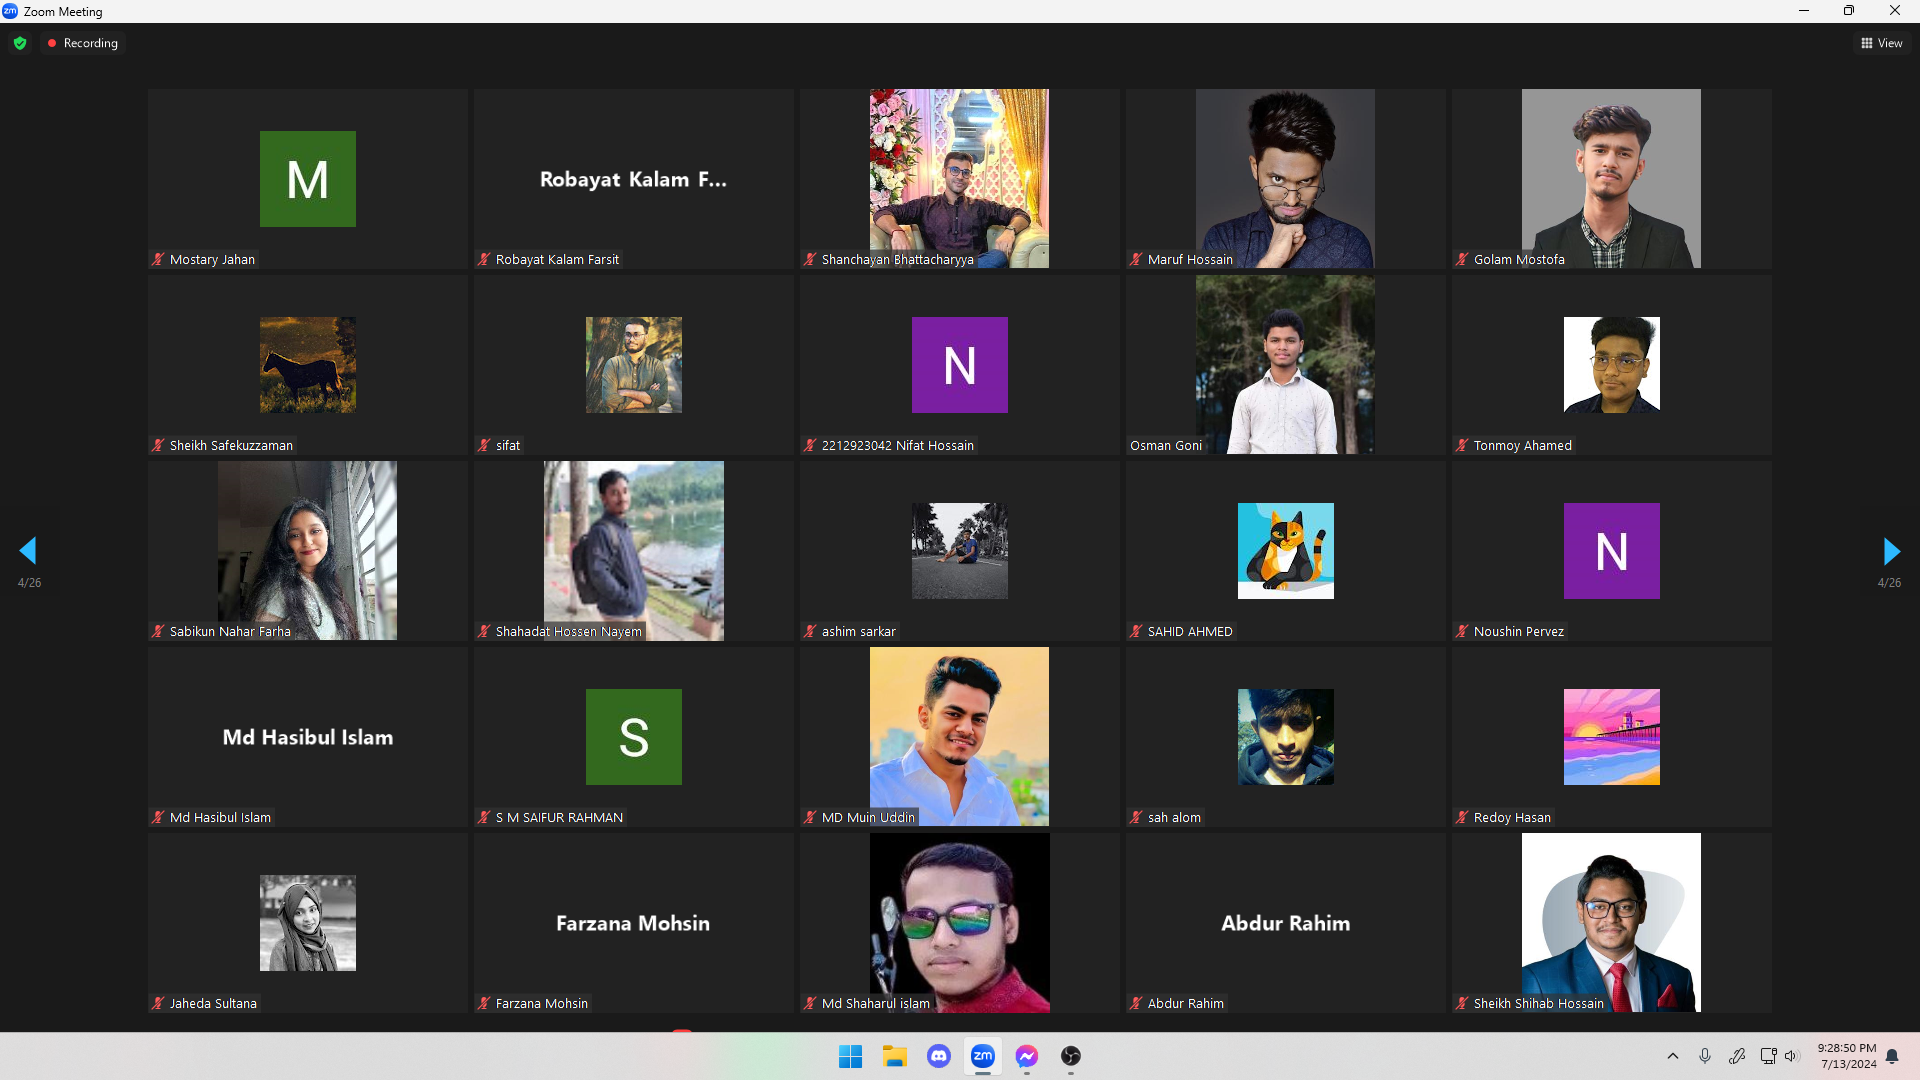 zm Zoom Meeting
Recording
View
M
Robayat Kalam F...
Mostary Jahan
Robayat Kalam Farsit
Shanchayan Bhattacharyya
Maruf Hossain
Golam Mostofa
N
Sheikh Safekuzzaman
sifat
2212923042 Nifat Hossain
Osman Goni
Tonmoy Ahamed
N
4/26
4/26
Sabikun Nahar Farha
Shahadat Hossen Nayem
ashim sarkar
SAHID AHMED
Noushin Pervez
Md Hasibul Islam
S
Md Hasibul Islam
S M SAIFUR RAHMAN
MD Muin Uddin
sah alom
Redoy Hasan
Farzana Mohsin
Abdur Rahim
Jaheda Sultana
Farzana Mohsin
Md Shaharul islam
Abdur Rahim
Sheikh Shihab Hossain
zm
9:28:50 PM
7/13/2024